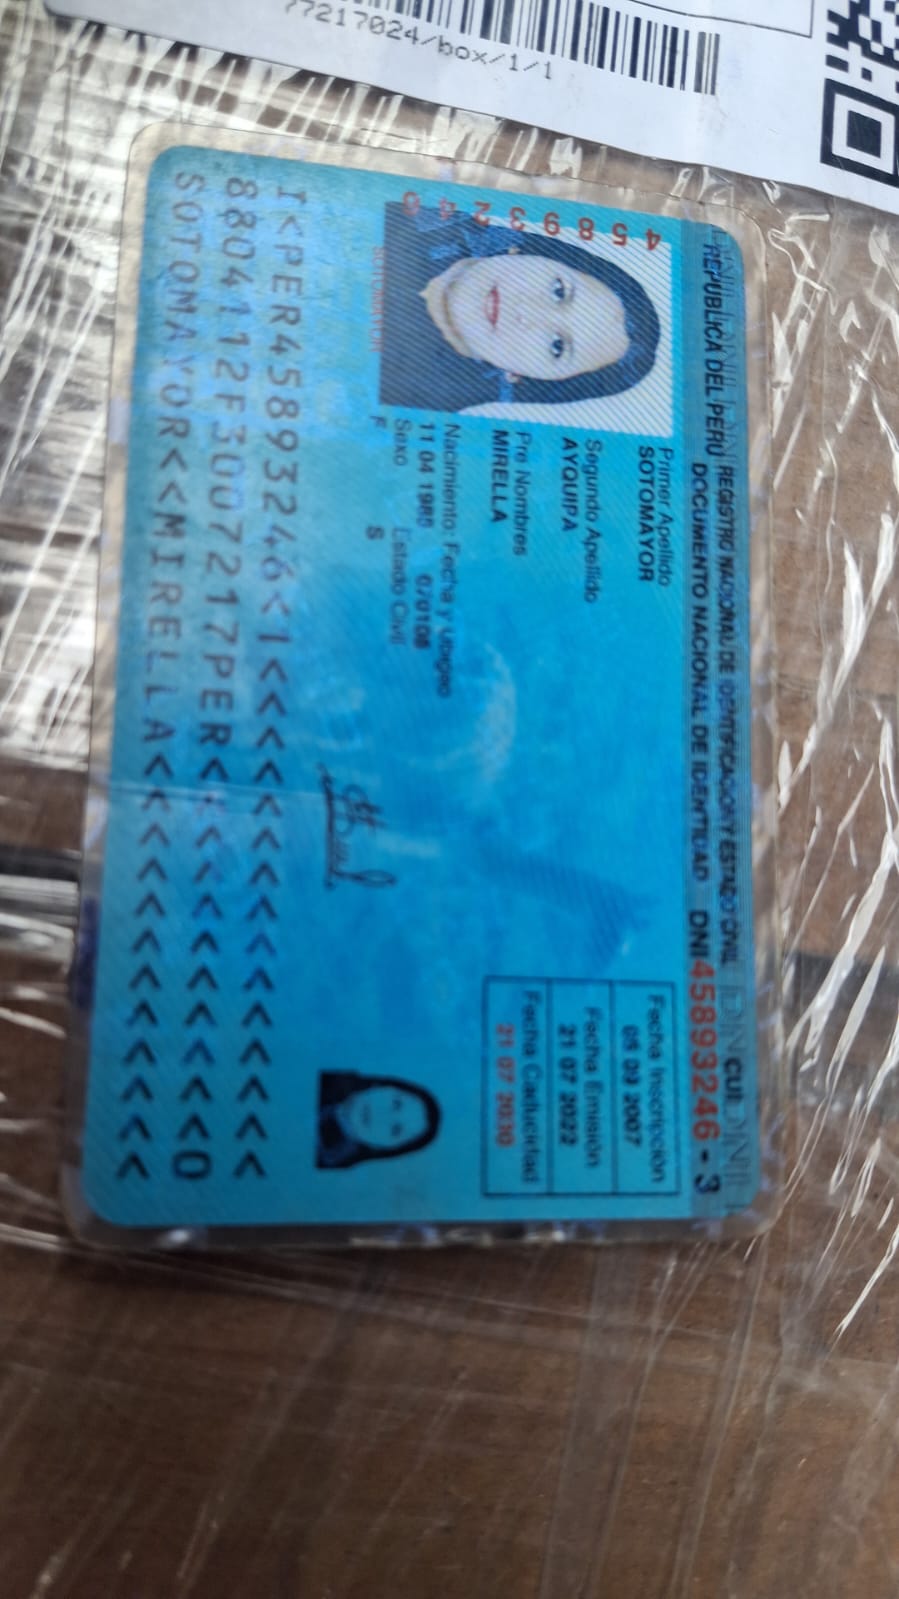 77217024/box/1/1
REPÚBLICA DEL PERÚ REGISTRO NACIONAL DE IDENTIFICACIÓN Y ESTADO CIVIL CUI
DOCUMENTO NACIONAL DE IDENTIDAD DNI 45893246 - 3
45893246
SOTOMAYOR
Primer Apellido
SOTOMAYOR
Segundo Apellido
AYQUIPA
Pre Nombres
MIRELLA
Nacimiento: Fecha y Ubigeo
11 04 1988 070108
Sexo Estado Civil
F S
Fecha Inscripción
09 2007
Fecha Emisión
21 07 2022
Fecha Caducidad
21 07 2030
I<PER45893246<1<<<<<<<<<<<<<<<
8804112F3007217PER<<<<<<<<<<<0
SOTOMAYOR<<MIRELLA<<<<<<<<<<<<